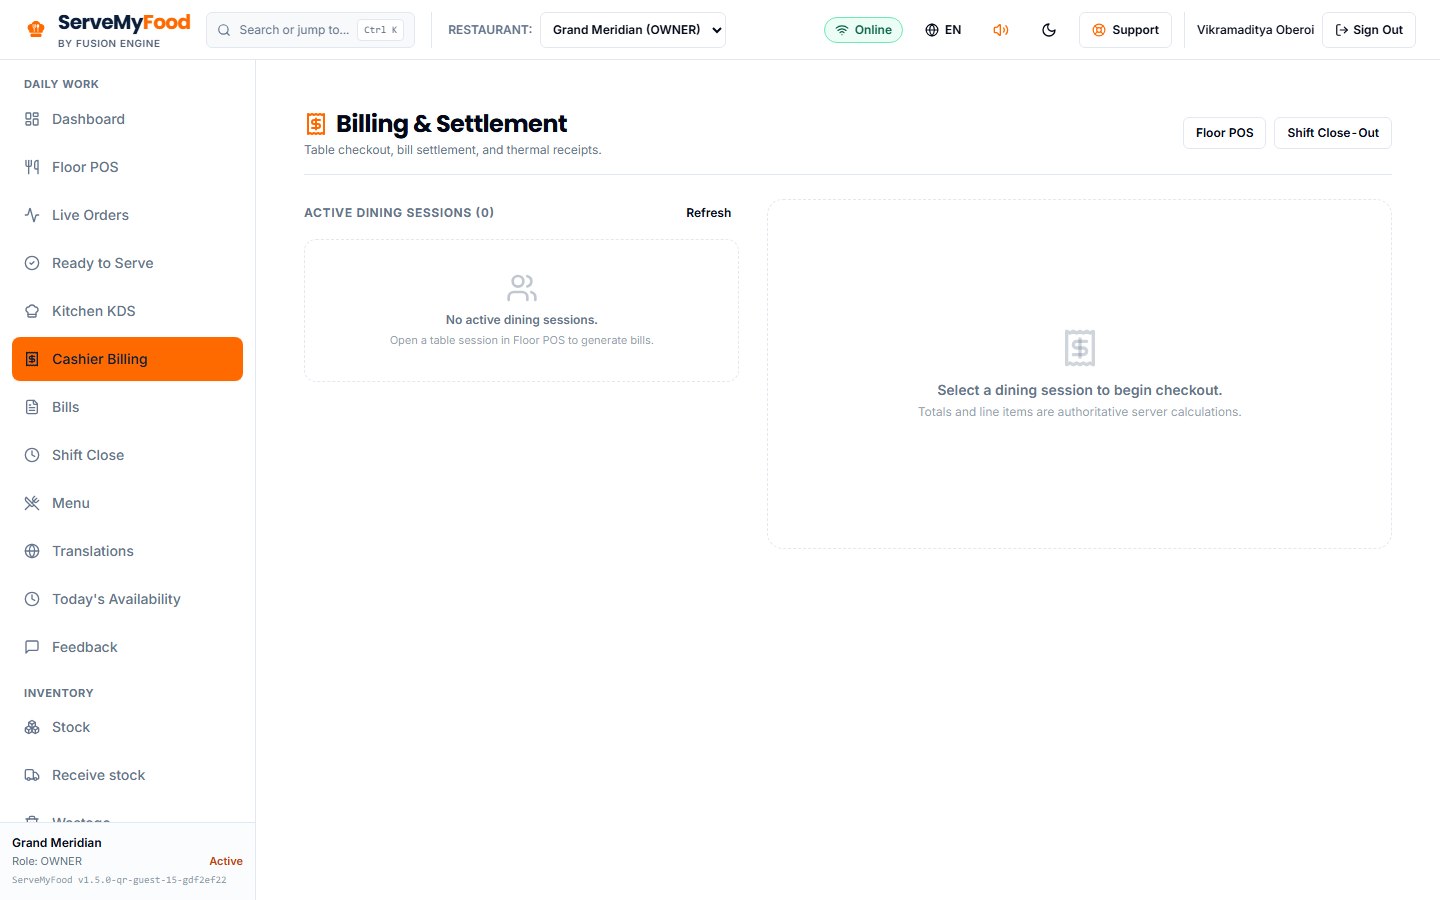 ServeMyFood
BY FUSION ENGINE
Search or jump to...
Ctrl K
RESTAURANT:
Grand Meridian (OWNER)
Online
EN
Support
Vikramaditya Oberoi
Sign Out
DAILY WORK
Dashboard
Floor POS
Live Orders
Ready to Serve
Kitchen KDS
Cashier Billing
Bills
Shift Close
Menu
Translations
Today's Availability
Feedback
INVENTORY
Stock
Receive stock
Wastage
Grand Meridian
Role: OWNER
Active
ServeMyFood v1.5.0-qr-guest-15-gdf2ef22
Billing & Settlement
Table checkout, bill settlement, and thermal receipts.
Floor POS
Shift Close-Out
ACTIVE DINING SESSIONS (0)
Refresh
No active dining sessions.
Open a table session in Floor POS to generate bills.
Select a dining session to begin checkout.
Totals and line items are authoritative server calculations.